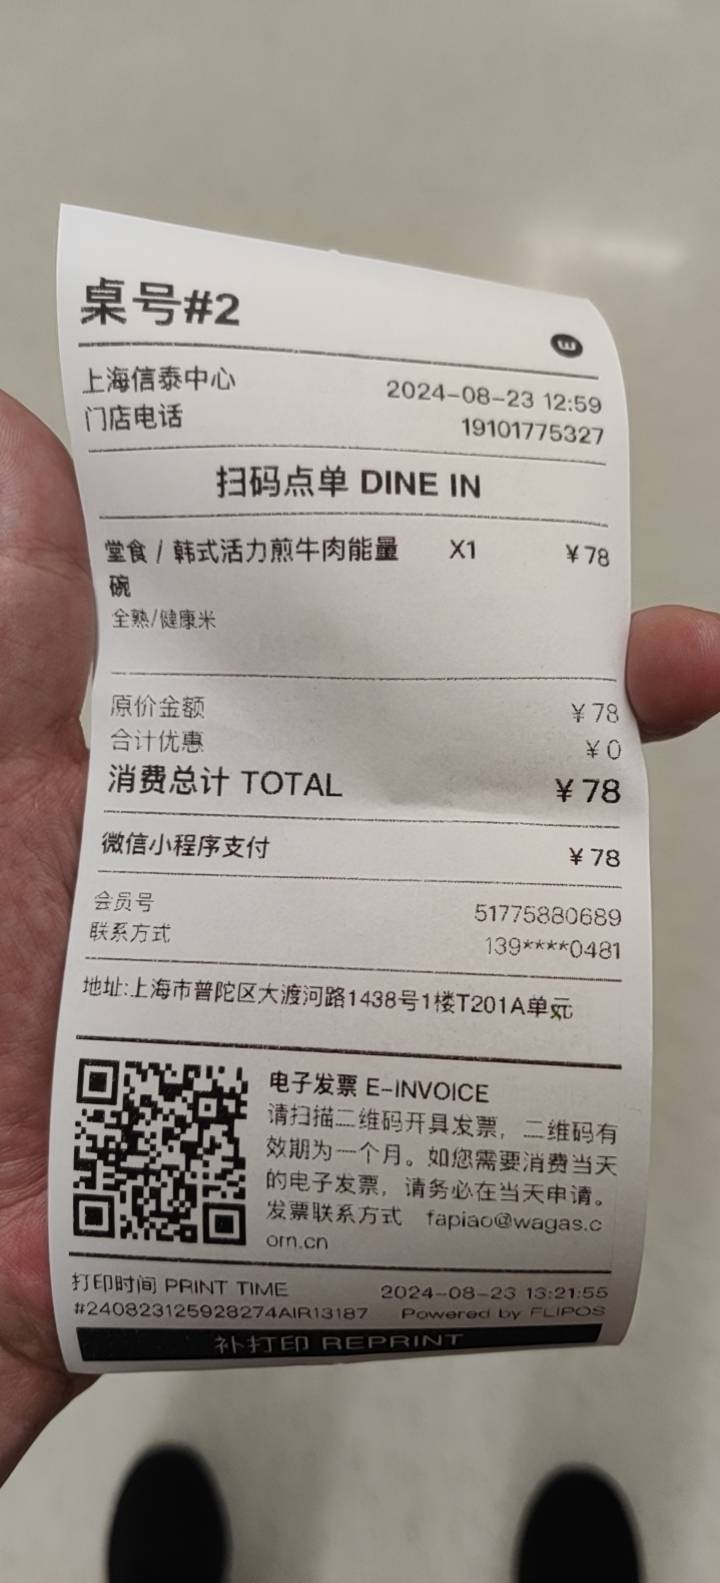 桌号#2
上海信泰中心 2024-08-23 12:59
门店电话 19101775327
扫码点单 DINE IN
堂食 / 韩式活力煎牛肉能量 X1 ¥78
碗
全熟/健康米
原价金额 ¥78
合计优惠 ¥0
消费总计 TOTAL ¥78
微信小程序支付 ¥78
会员号 51775880689
联系方式 139****0481
地址:上海市普陀区大渡河路1438号1楼T201A单元
电子发票 E-INVOICE
请扫描二维码开具发票，二维码有
效期为一个月。如您需要消费当天
的电子发票，请务必在当天申请。
发票联系方式 fapiao@wagas.c
om.cn
打印时间 PRINT TIME 2024-08-23 13:21:55
#240823125928274AIR13187 Powered by FLIPOS
补打印 REPRINT